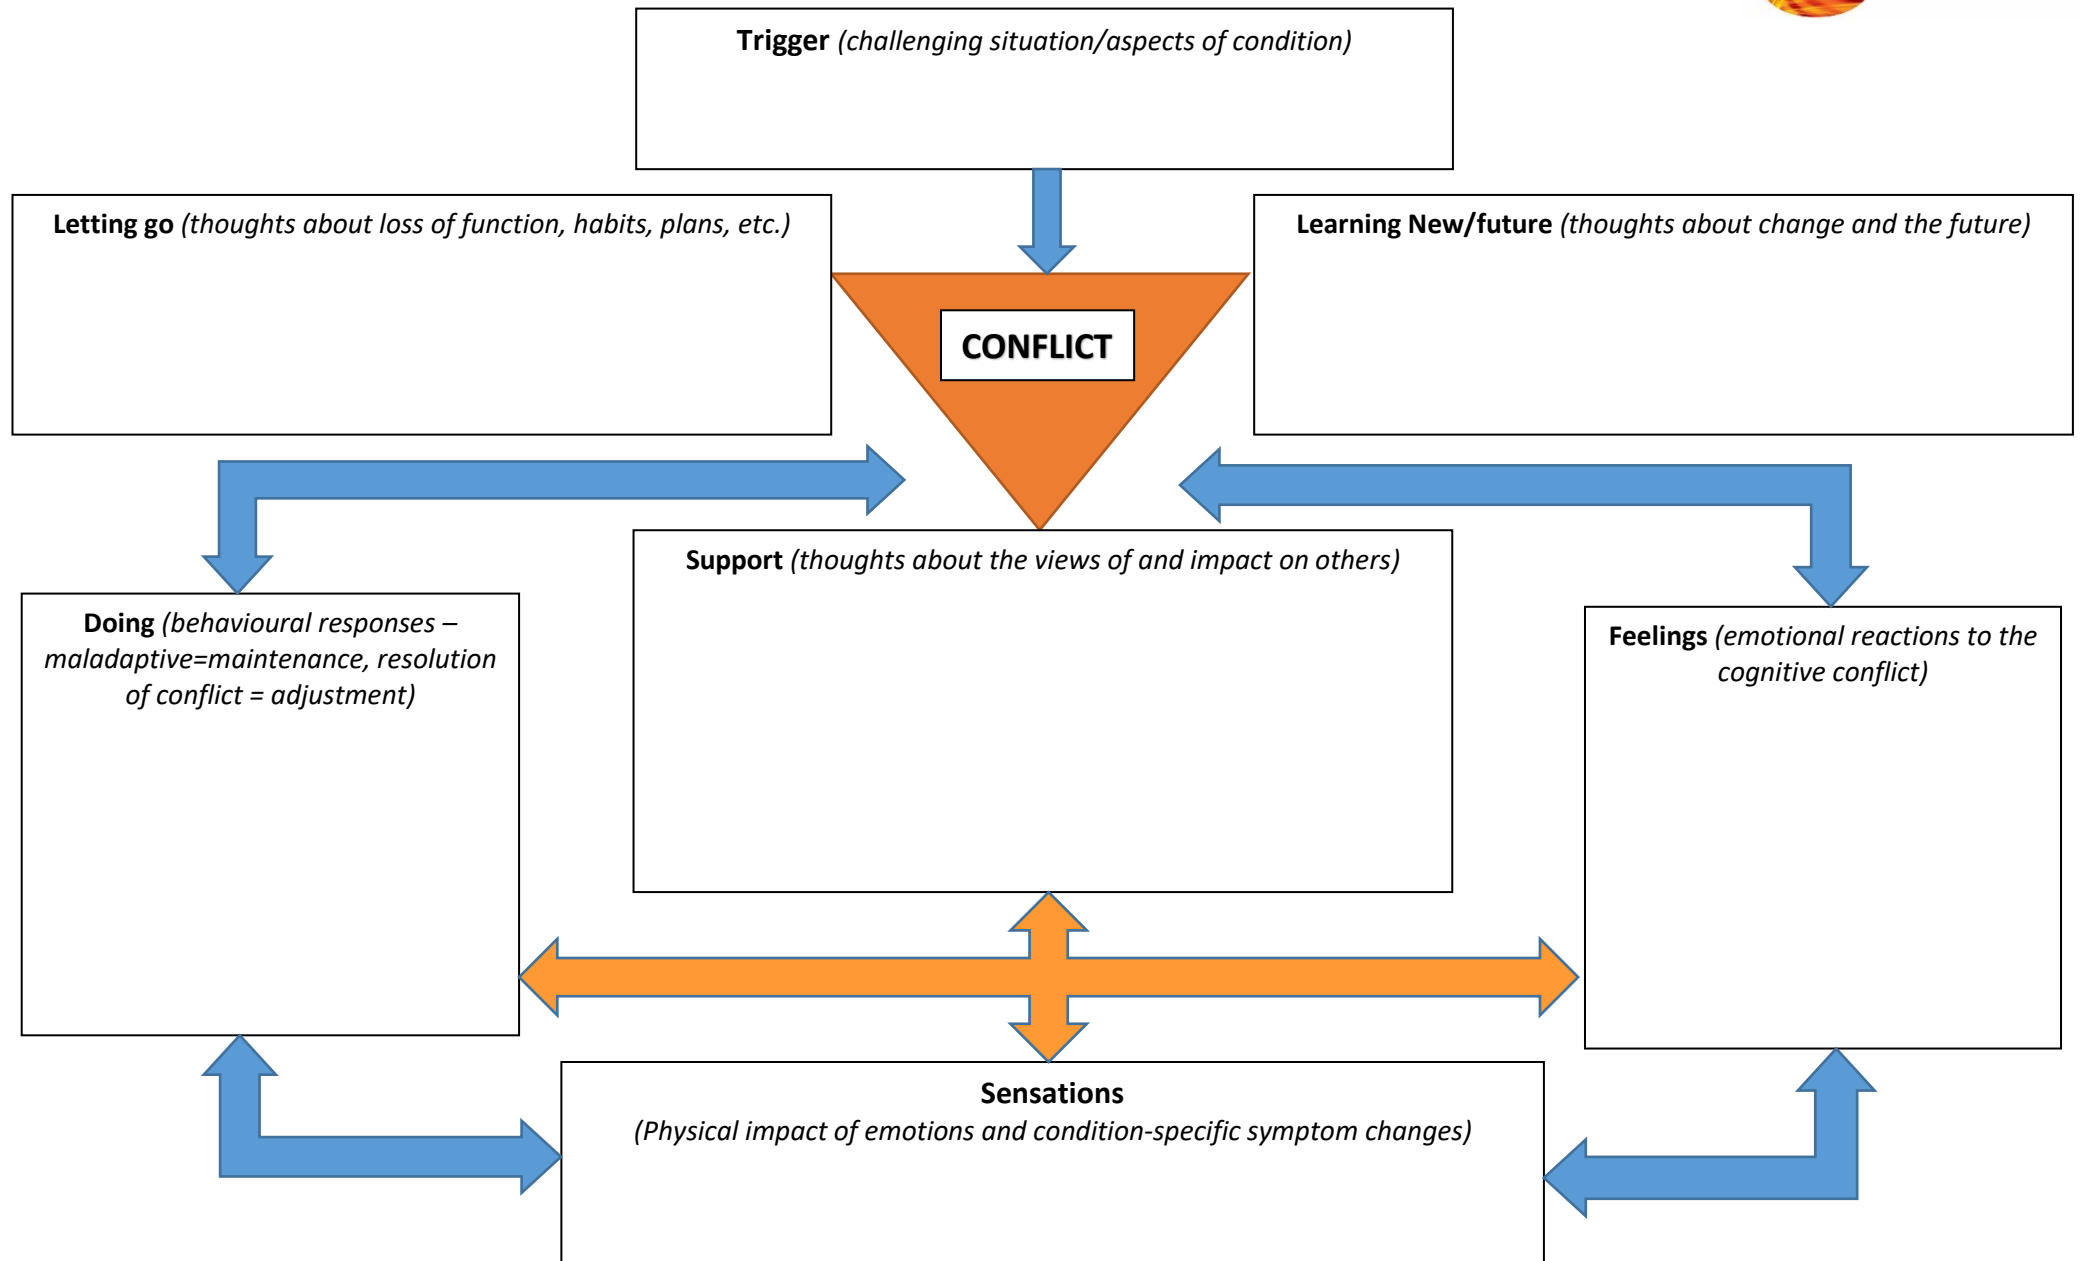 Trigger (challenging situation/aspects of condition)
Letting go (thoughts about loss of function, habits, plans, etc.)
Learning New/future (thoughts about change and the future)
CONFLICT
Support (thoughts about the views of and impact on others)
Doing (behavioural responses –
maladaptive=maintenance, resolution
of conflict = adjustment)
Feelings (emotional reactions to the
cognitive conflict)
Sensations
(Physical impact of emotions and condition-specific symptom changes)